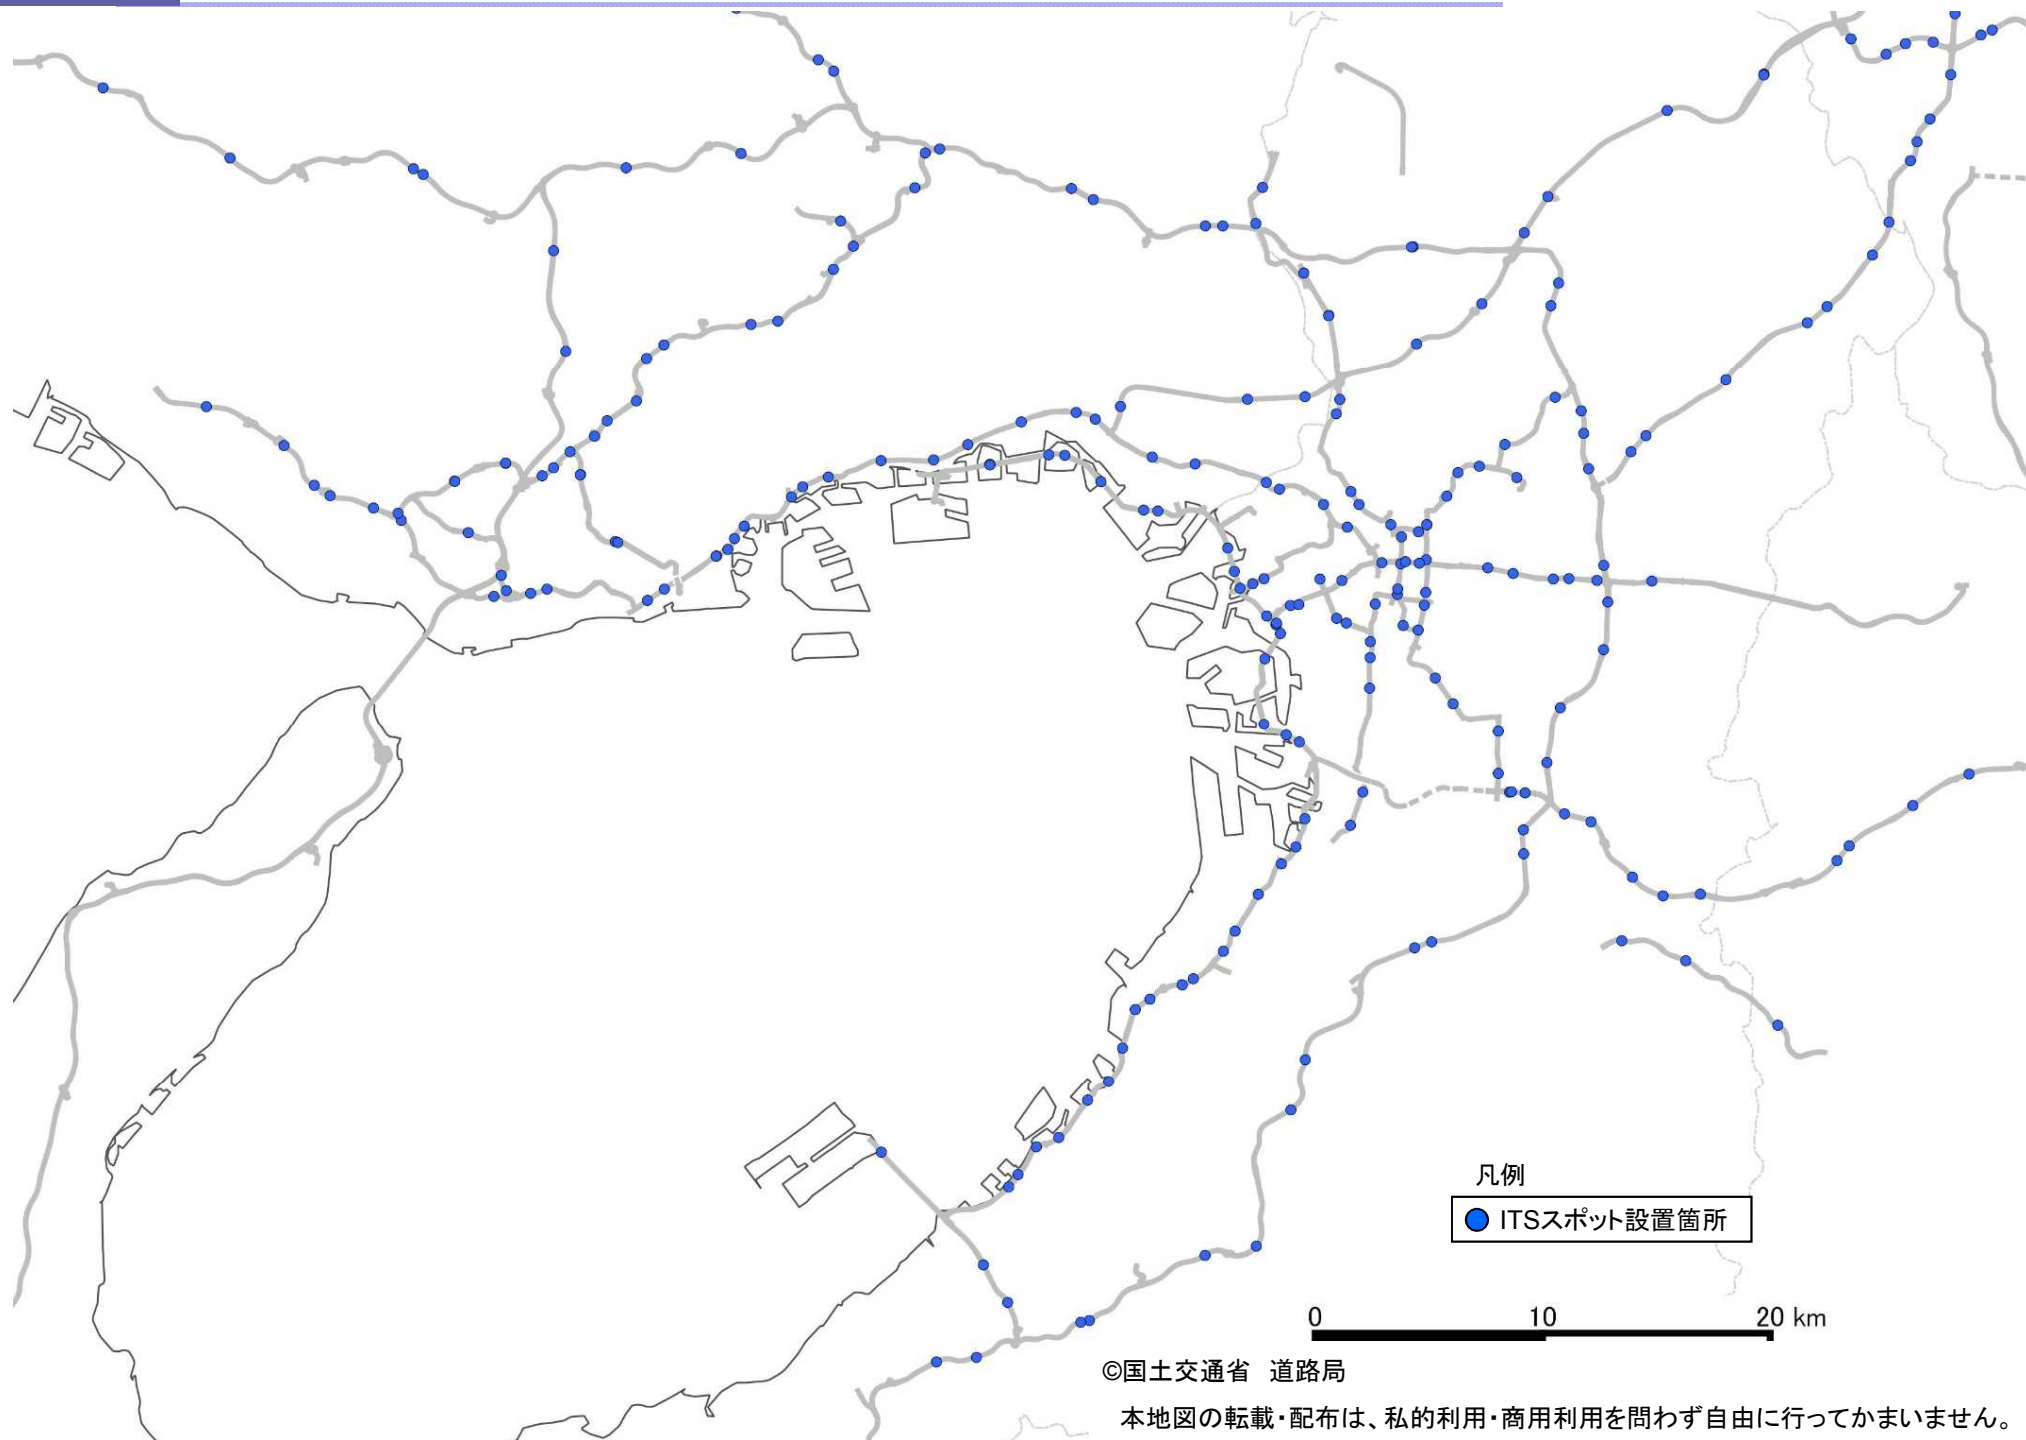 凡例
ITSスポット設置箇所
0 10 20 km
©国土交通省 道路局
本地図の転載・配布は、私的利用・商用利用を問わず自由に行ってかまいません。